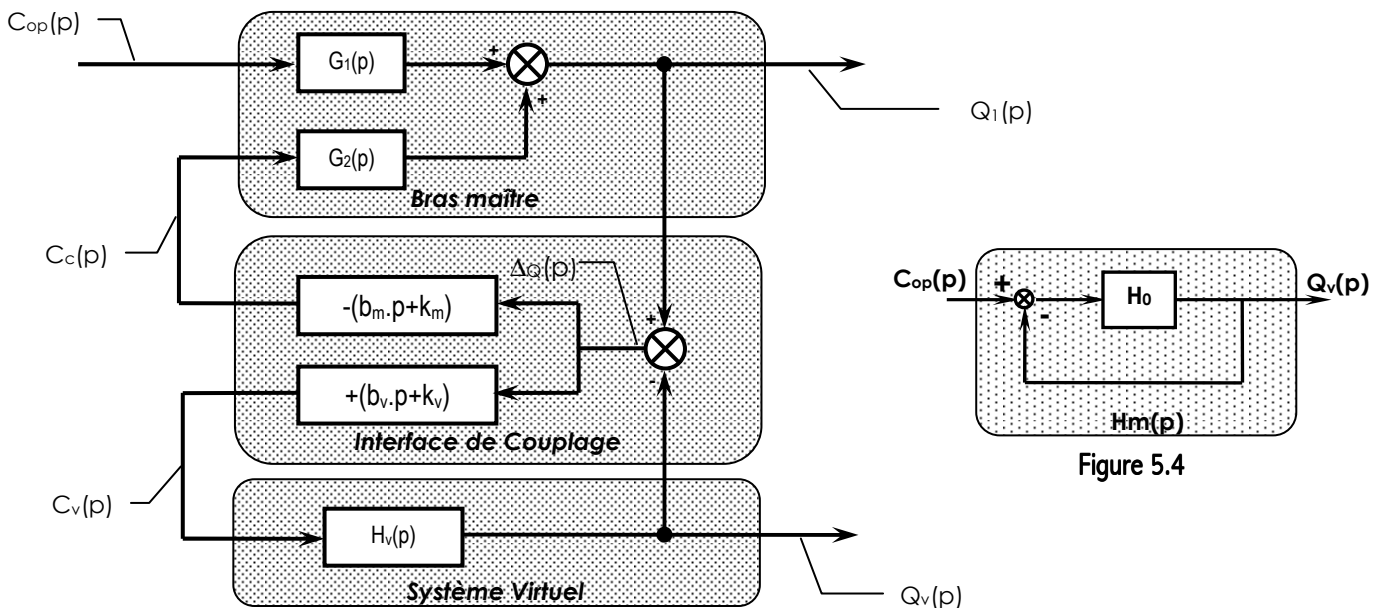 Cop(p)
G1(p)
+
+
Q1(p)
G2(p)
Bras maître
Cc(p)
ΔQ(p)
-(bm.p+km)
+
-
+(bv.p+kv)
Interface de Couplage
Cv(p)
Hv(p)
Système Virtuel
Qv(p)
Cop(p)
+
-
H0
Qv(p)
Hm(p)
Figure 5.4